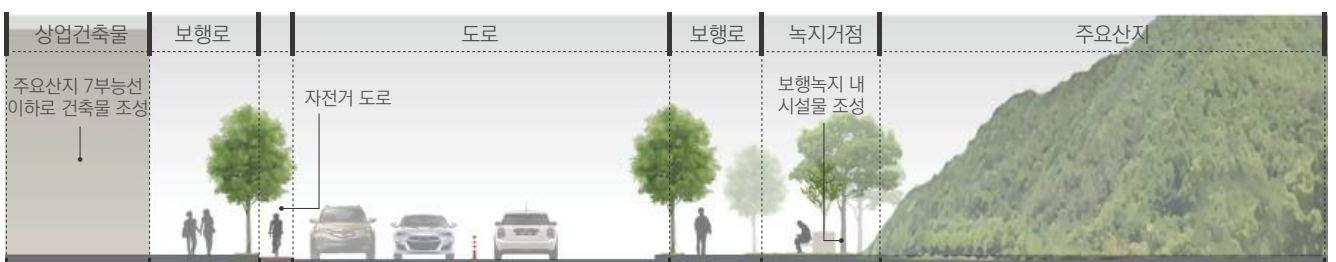 상업건축물
보행로
도로
보행로
녹지거점
주요산지
주요산지 7부능선
이하로 건축물 조성
자전거 도로
보행녹지 내
시설물 조성